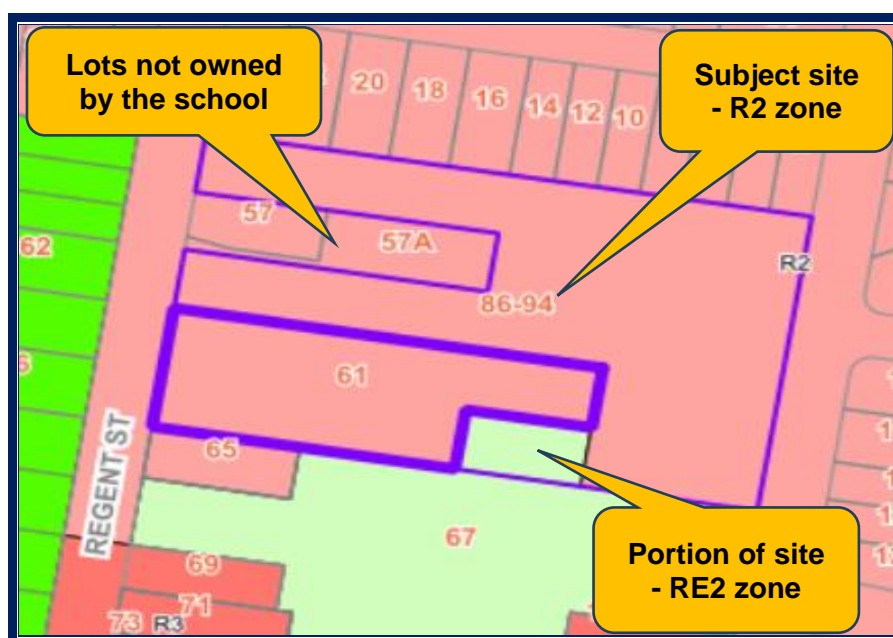 Lots not owned
by the school
Subject site
- R2 zone
20
18
16
14
12
10
57
57A
62
R2
86-94
61
65
REGENT ST
67
Portion of site
- RE2 zone
69
71
73
R3